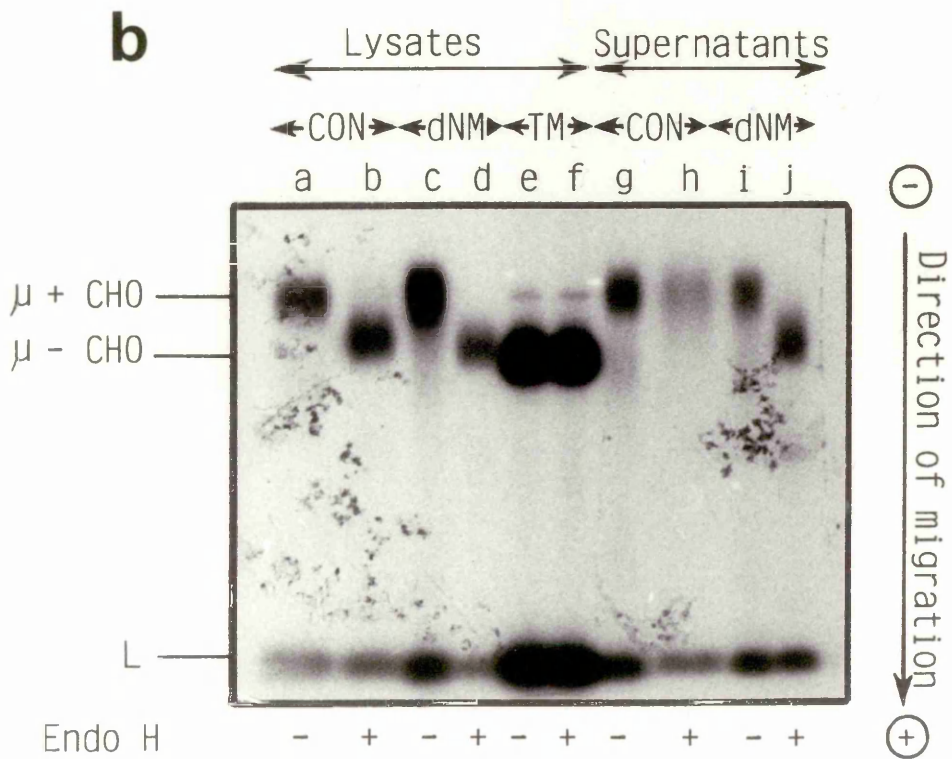 b
Lysates Supernatants
CON dNM TM CON dNM
a b c d e f g h i j
-
μ + CHO
μ - CHO
L
Direction of migration
Endo H - + - + - + - + - +
+